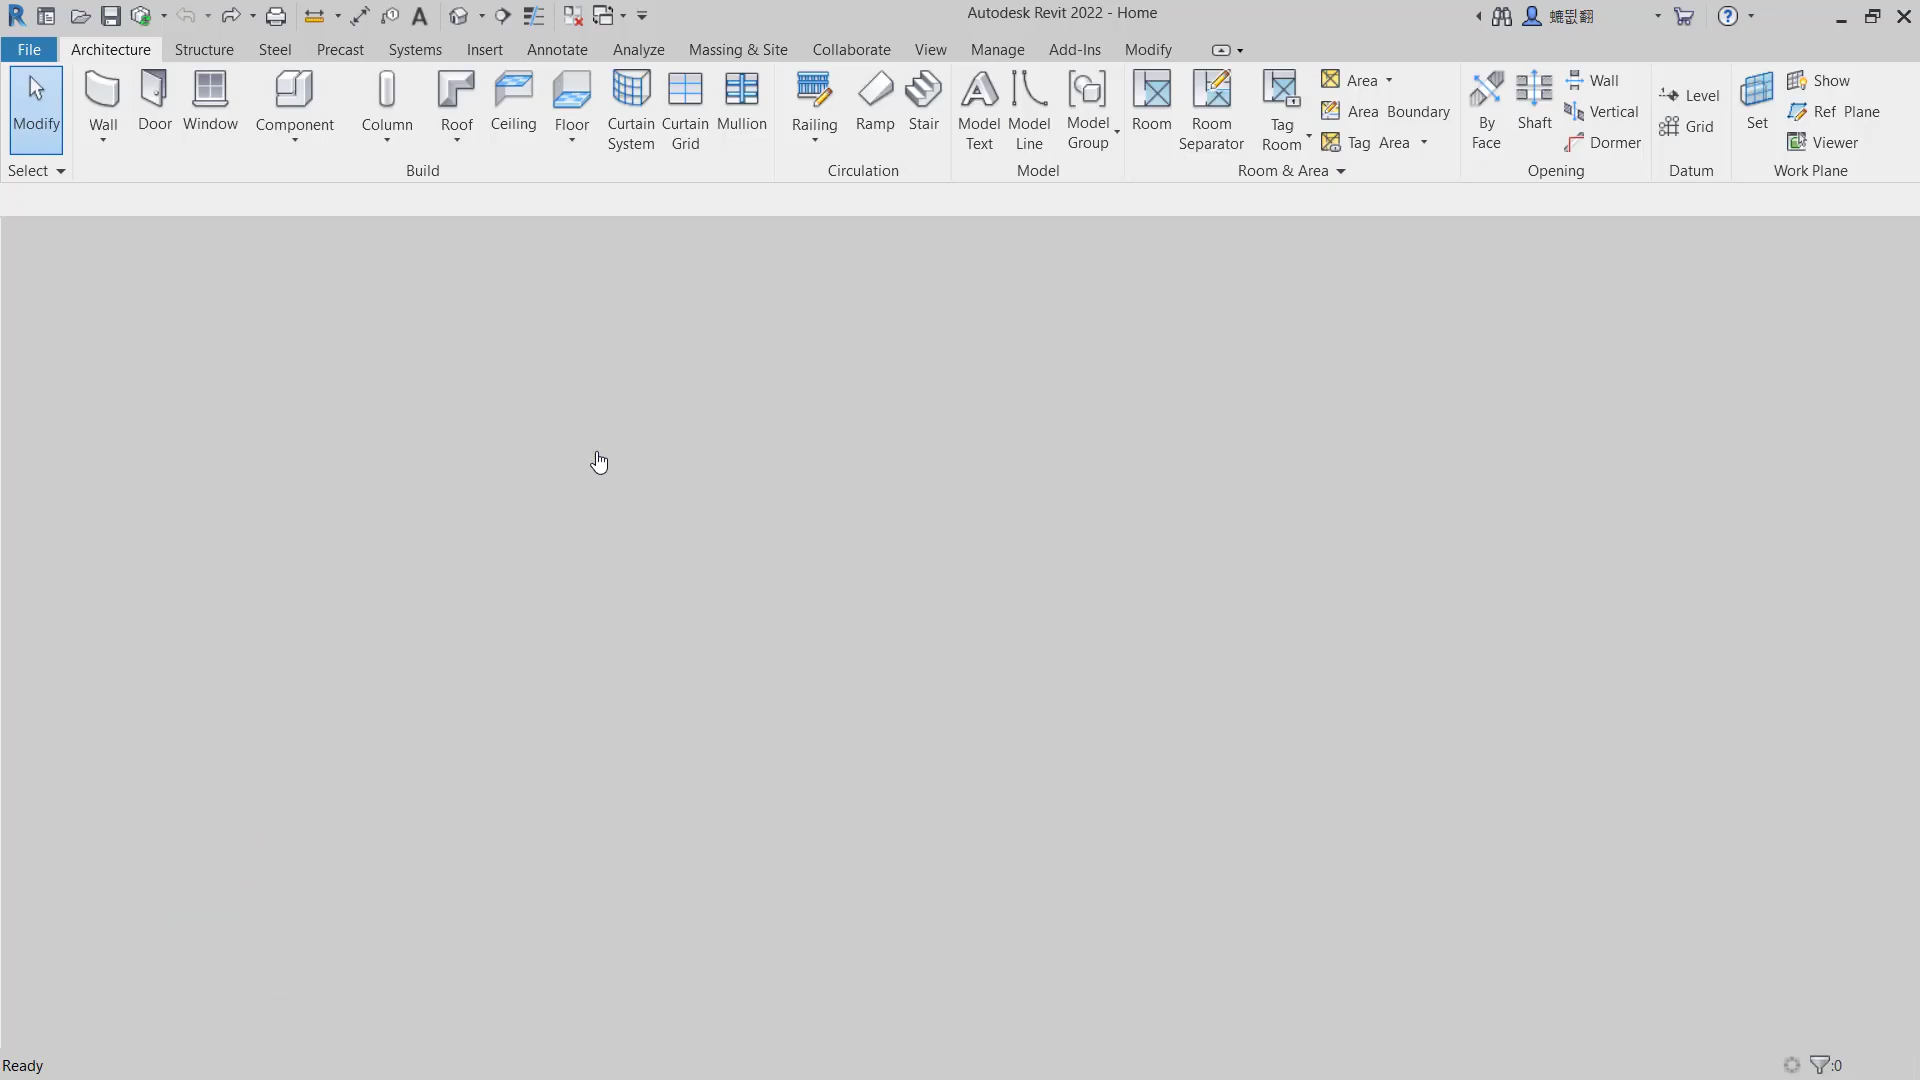 Autodesk Revit 2022 - Home
螕붮翻
File Architecture Structure Steel Precast Systems Insert Annotate Analyze Massing & Site Collaborate View Manage Add-Ins Modify
Modify Wall Door Window Component Column Roof Ceiling Floor Curtain System Curtain Grid Mullion Railing Ramp Stair Model Text Model Line Model Group Room Room Separator Tag Room
Area
Area Boundary
Tag Area
By Face
Shaft
Wall
Vertical
Dormer
Level
Grid
Set
Show
Ref Plane
Viewer
Select Build Circulation Model Room & Area Opening Datum Work Plane
Ready
:0